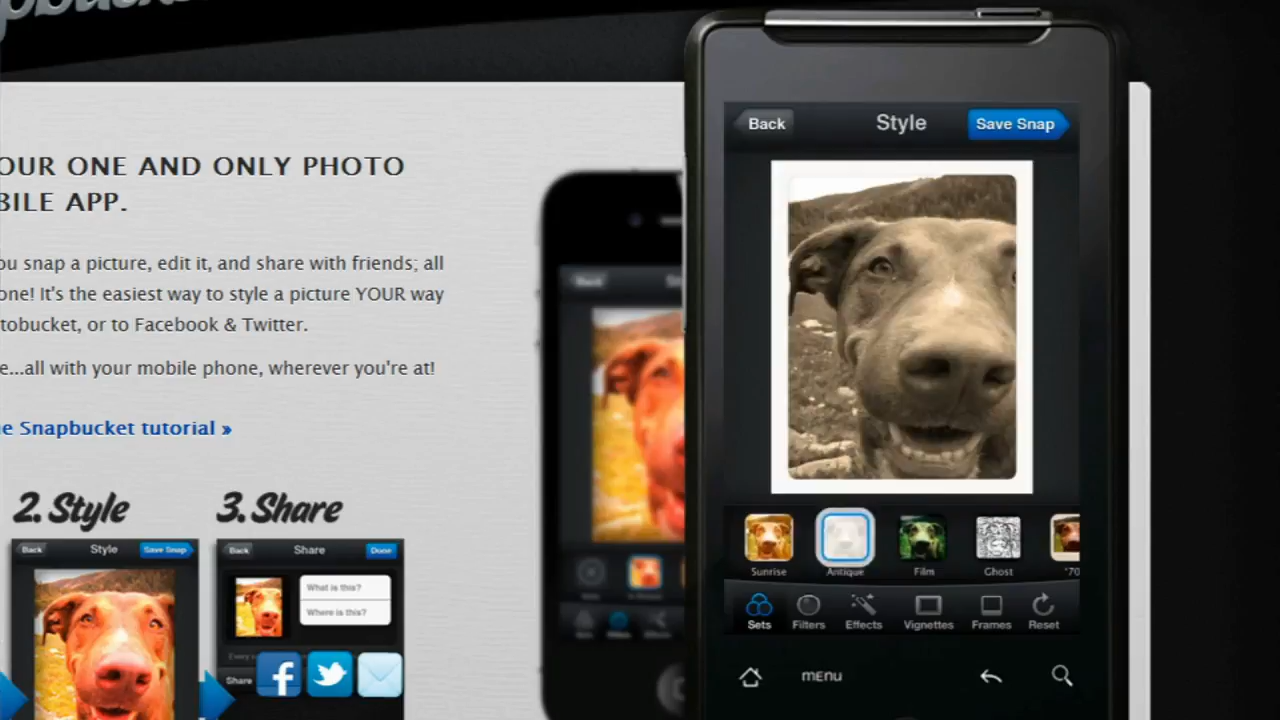 OUR ONE AND ONLY PHOTO
BILE APP.
ou snap a picture, edit it, and share with friends; all
one! It's the easiest way to style a picture YOUR way
tobucket, or to Facebook & Twitter.
e...all with your mobile phone, wherever you're at!
e Snapbucket tutorial »
2. Style
3. Share
Back
Style
Save Snap
Back
Share
Done
What is this?
Where is this?
Share
Back
Style
Save Snap
Sunrise
Antique
Film
Ghost
'70
Sets
Filters
Effects
Vignettes
Frames
Reset
mEnu